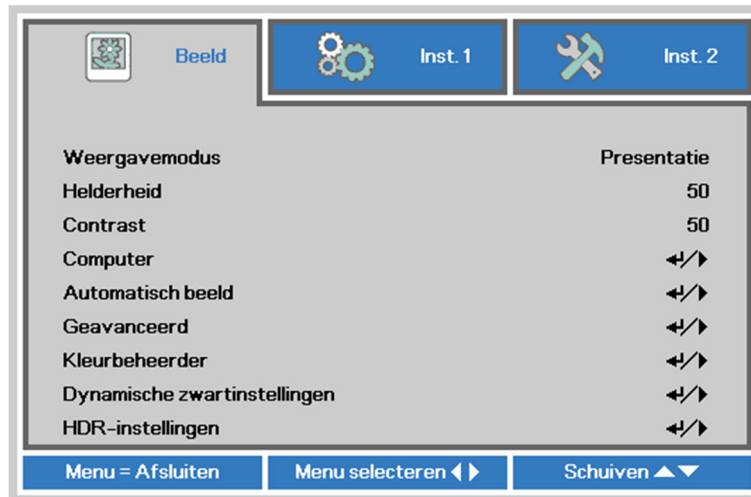 Beeld Inst. 1 Inst. 2
Weergavemodus Presentatie
Helderheid 50
Contrast 50
Computer
Automatisch beeld
Geavanceerd
Kleurbeheerder
Dynamische zwartinstellingen
HDR-instellingen
Menu = Afsluiten Menu selecteren Schuiven